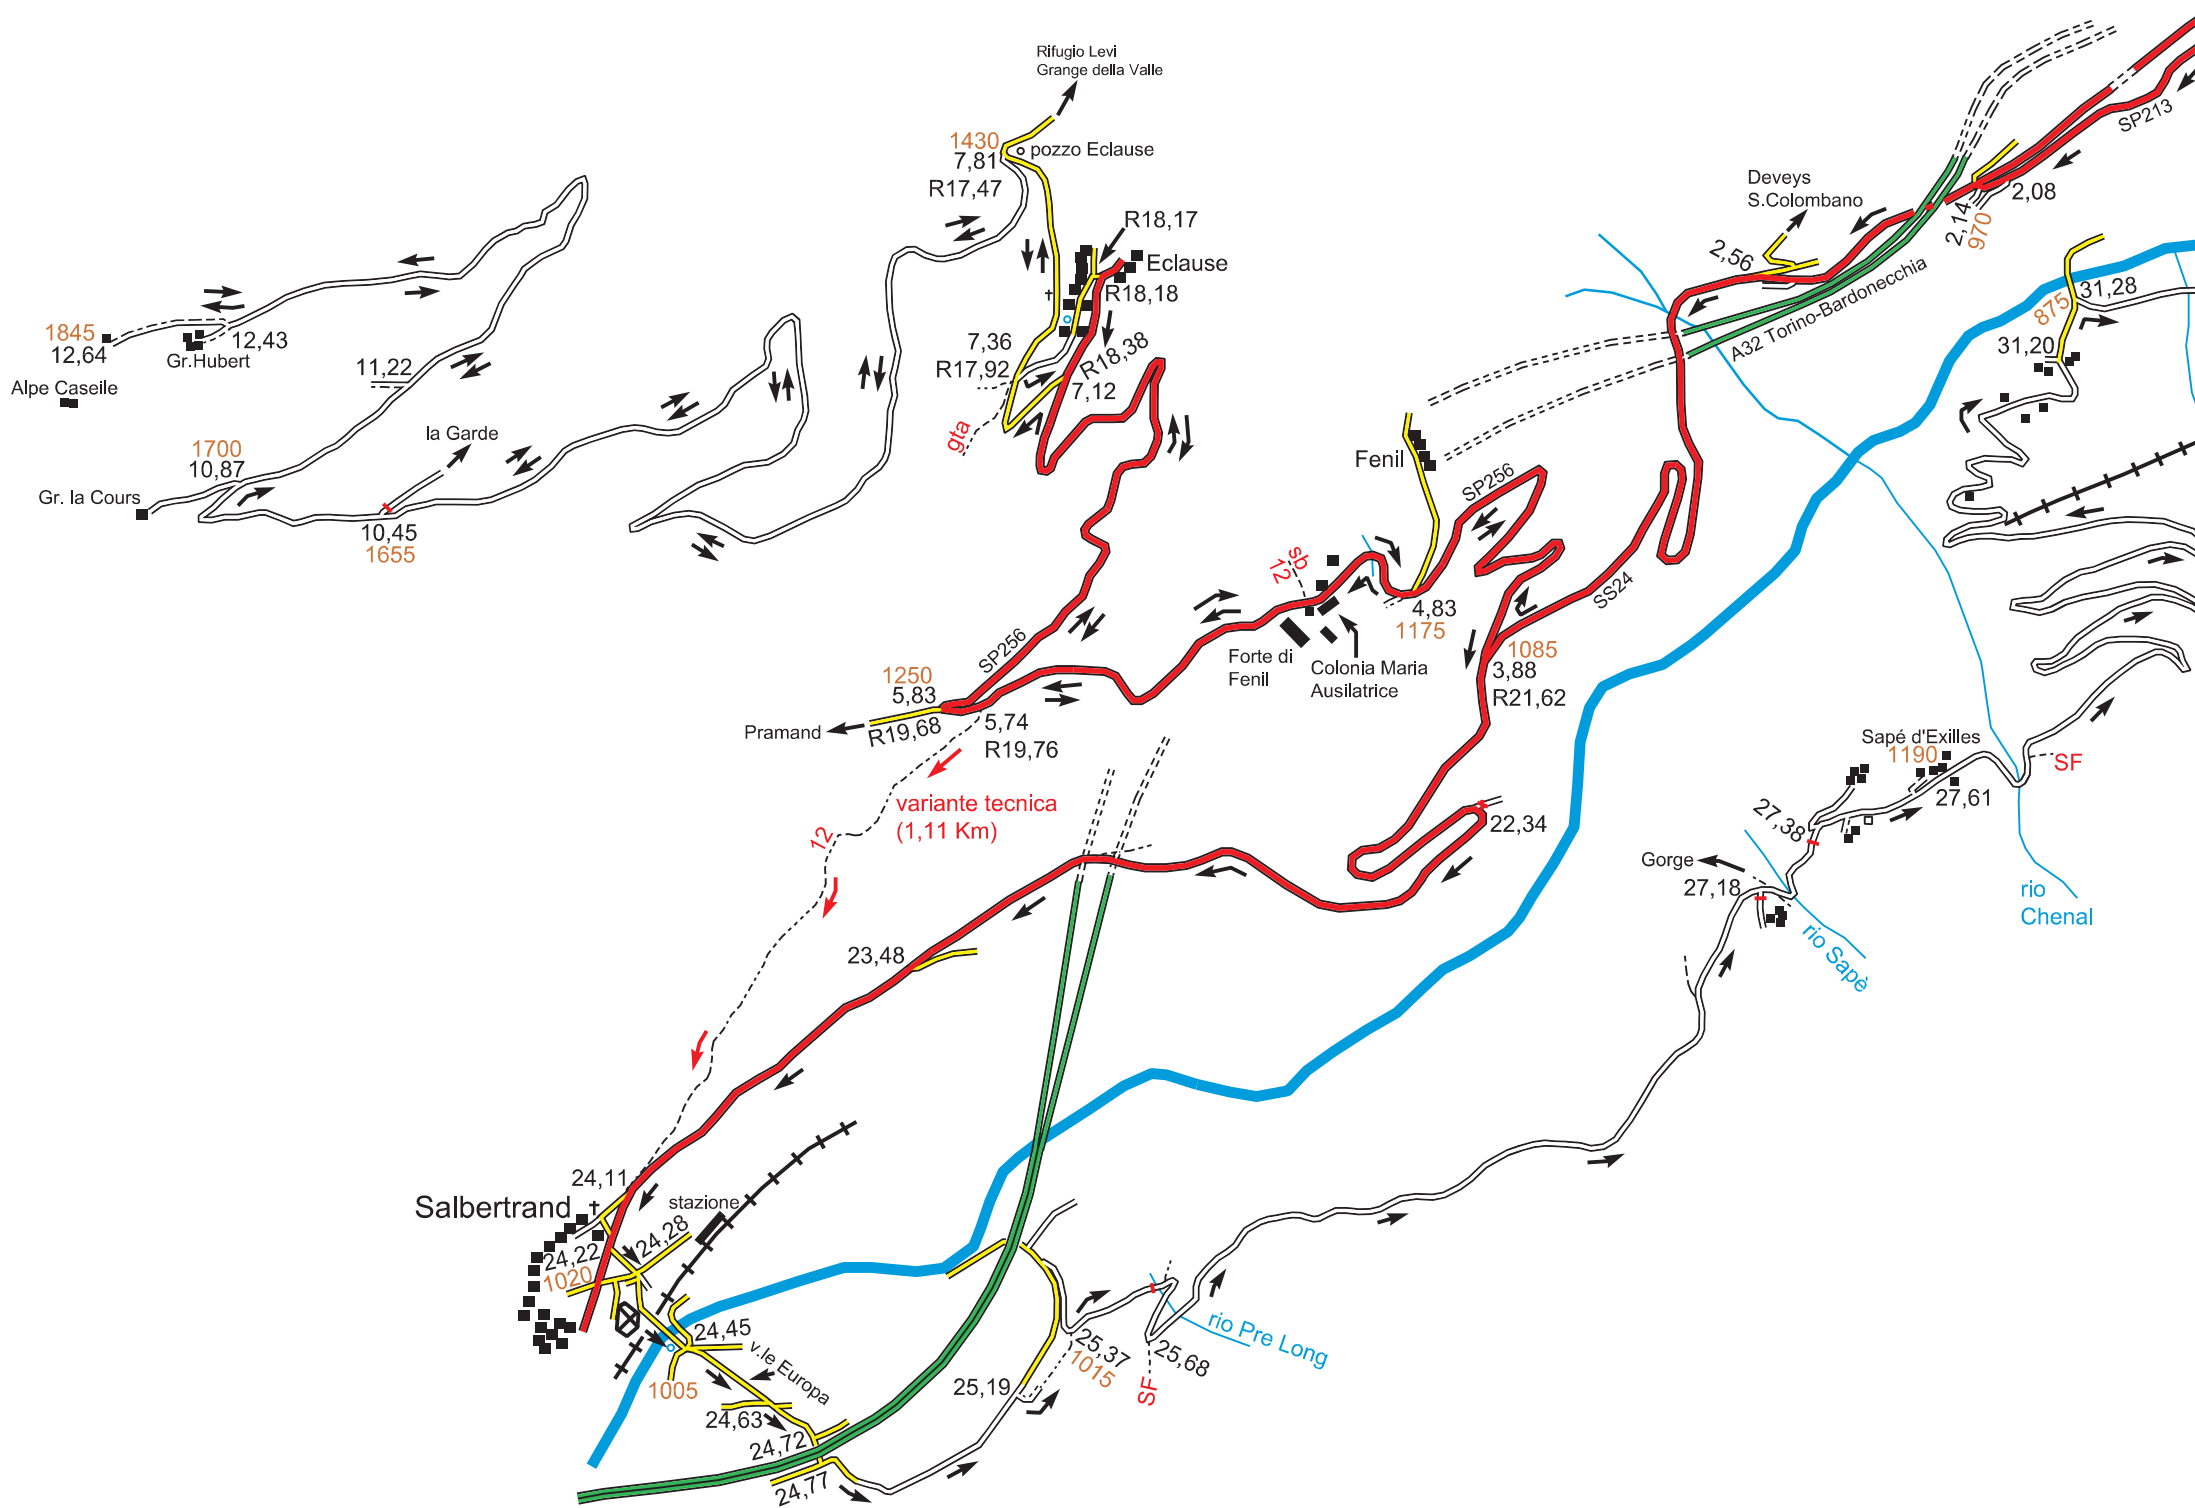 Rifugio Levi
Grange della Valle
1430
7,81
R17,47
pozzo Eclause
R18,17
Eclause
R18,18
7,36
R17,92
R18,38
7,12
gta
1845
12,64
Gr.Hubert
12,43
Alpe Caseile
11,22
la Garde
1700
10,87
Gr. la Cours
10,45
1655
Deveys
S.Colombano
2,56
2,14
970
2,08
SP213
A32 Torino-Bardonecchia
875
31,28
31,20
Fenil
SP256
sb
12
4,83
1175
SS24
1085
3,88
R21,62
Forte di
Fenil
Colonia Maria
Ausilatrice
SP256
1250
5,83
R19,68
Pramand
5,74
R19,76
variante tecnica
(1,11 Km)
12
22,34
23,48
Sapé d'Exilles
1190
27,61
SF
27,38
Gorge
27,18
rio Sapè
rio
Chenal
24,11
Salbertrand
stazione
24,28
24,22
1020
24,45
v.le Europa
1005
24,63
24,72
24,77
25,19
25,37
1015
25,68
SF
rio Pre Long